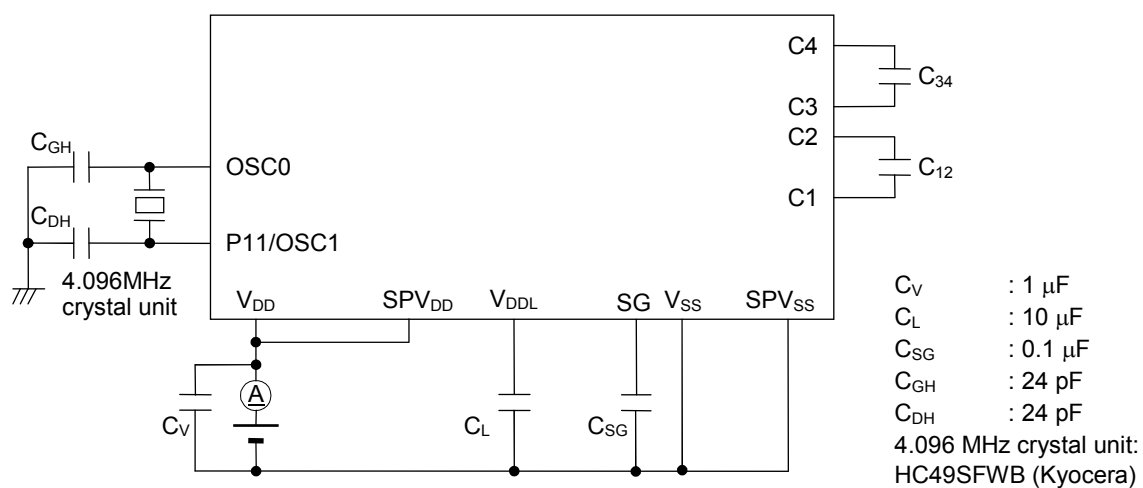 C4
C34
C3
CGH
C2
OSC0
C12
C1
CDH
P11/OSC1
4.096MHz
crystal unit
VDD
SPVDD
VDDL
SG
VSS
SPVSS
A
CV
CL
CSG
CV : 1 μF
CL : 10 μF
CSG : 0.1 μF
CGH : 24 pF
CDH : 24 pF
4.096 MHz crystal unit:
HC49SFWB (Kyocera)